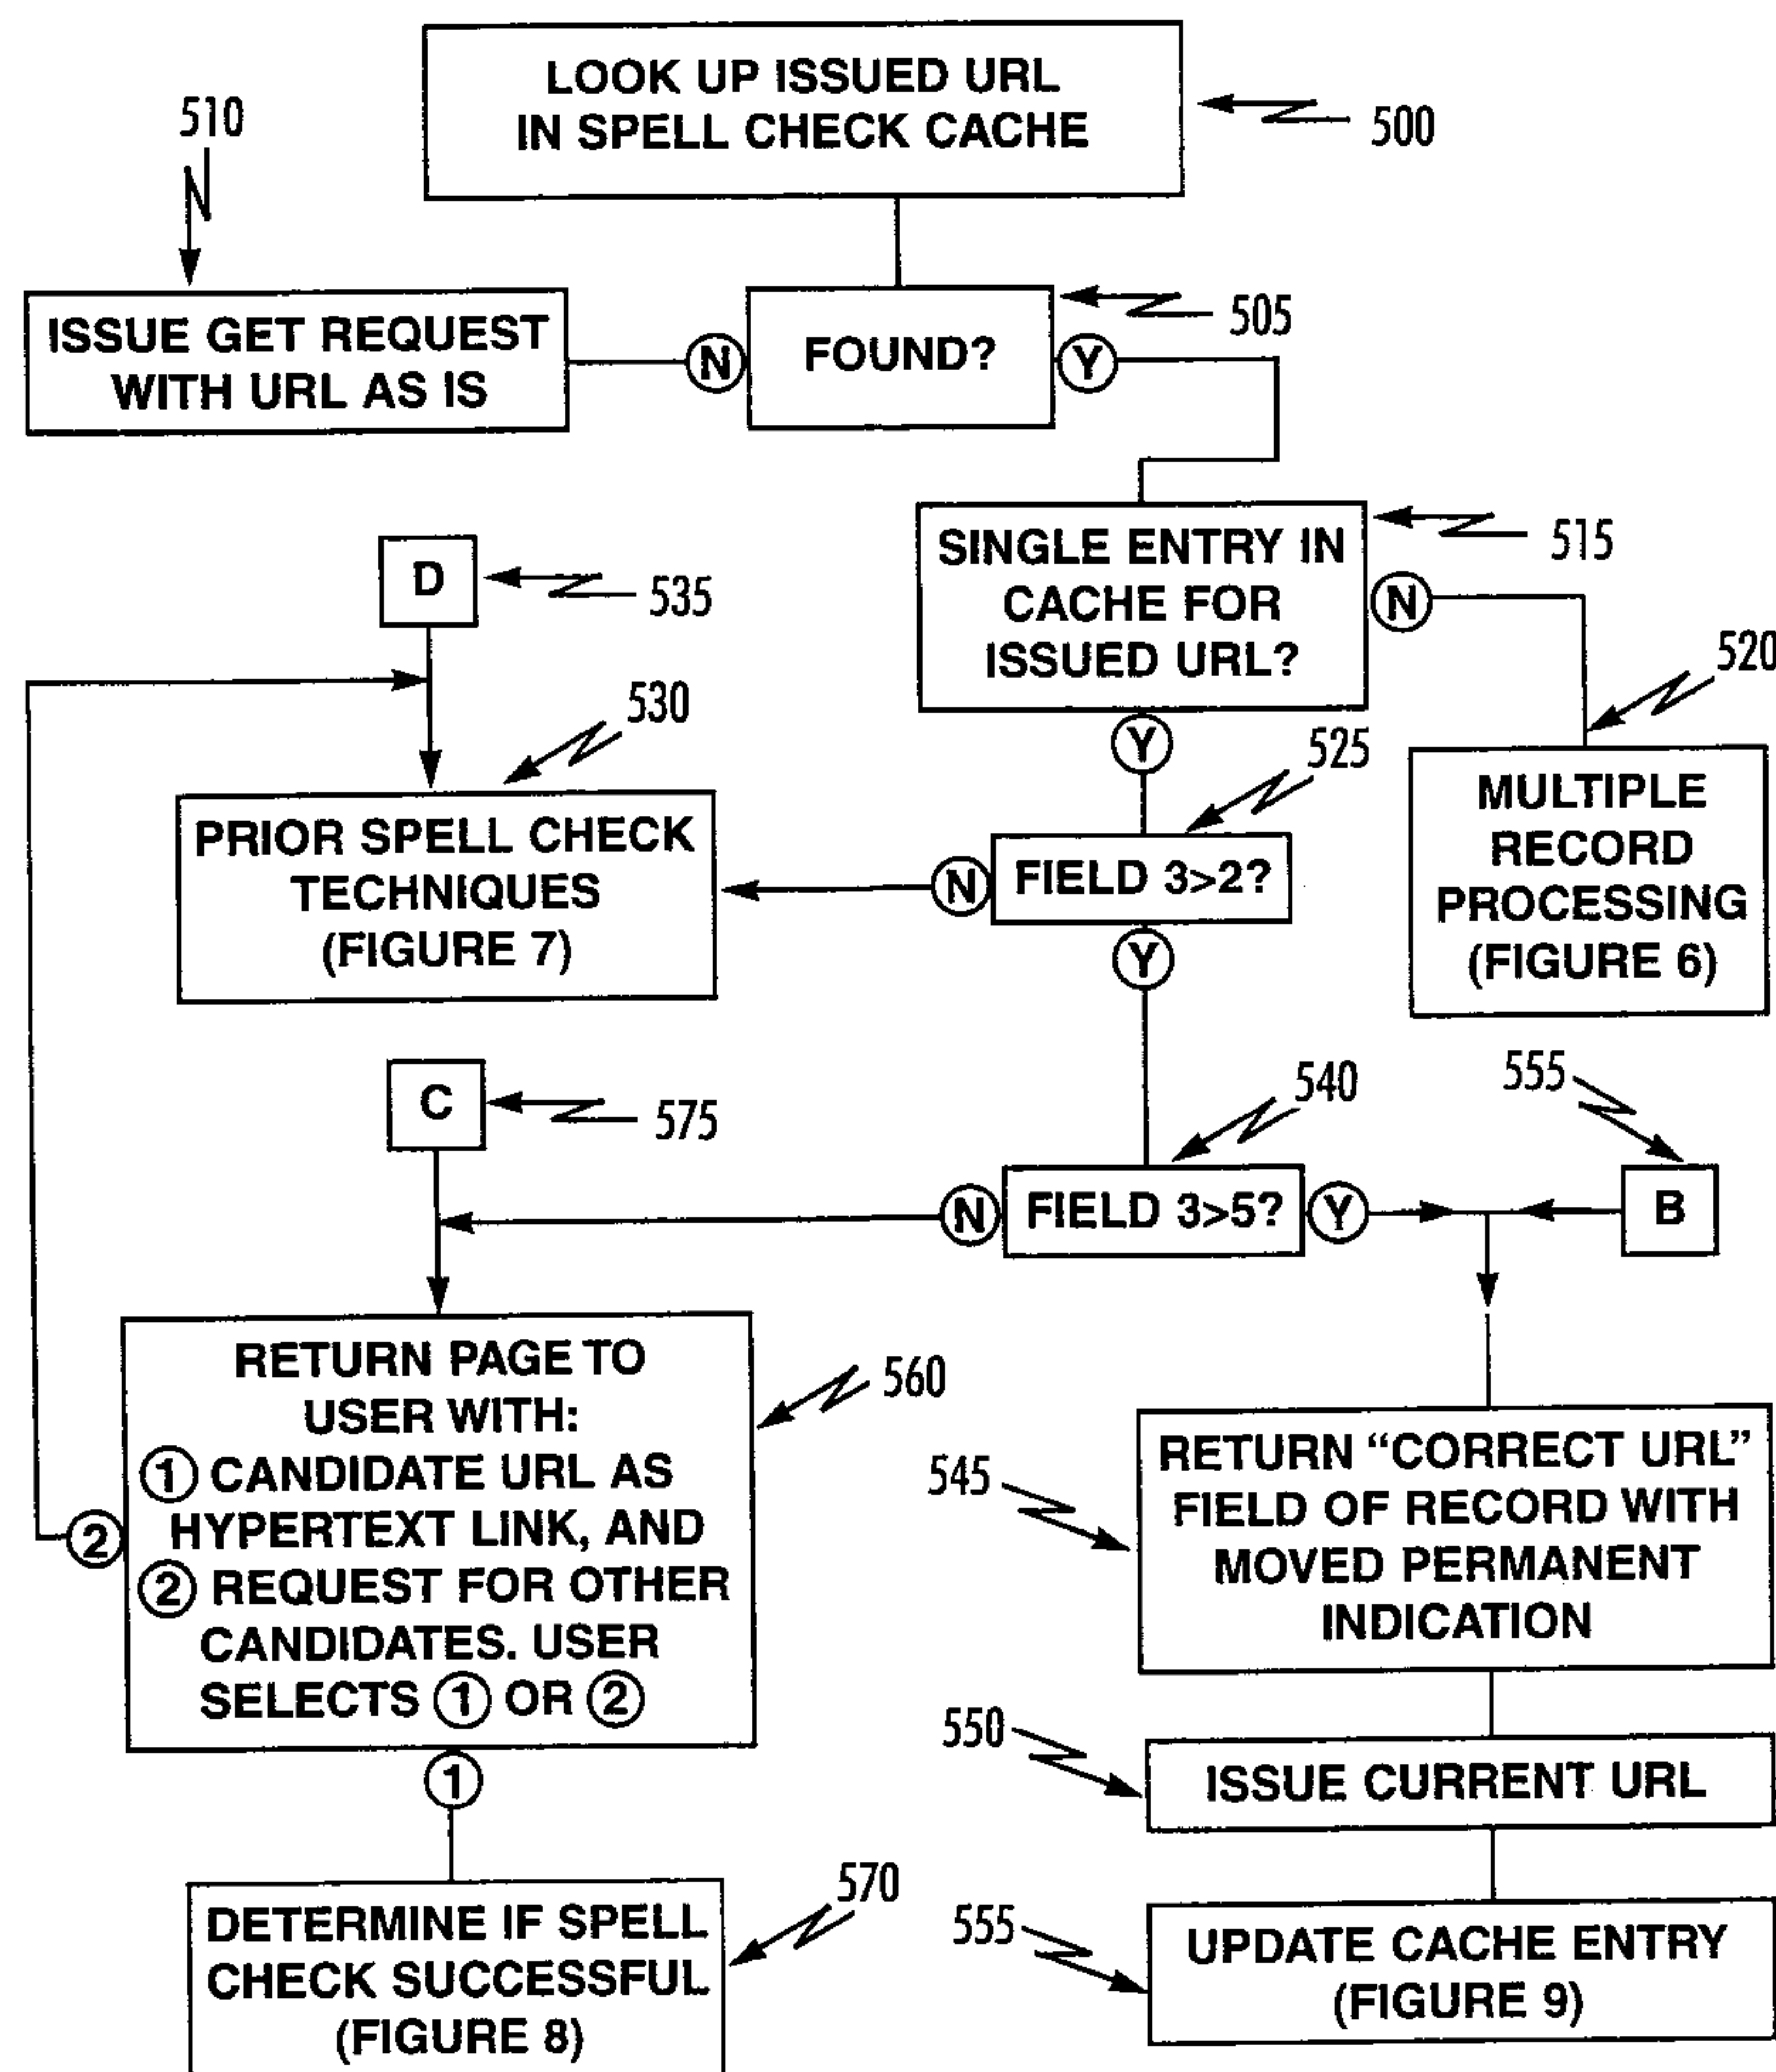 LOOK UP ISSUED URL
IN SPELL CHECK CACHE
500
510
ISSUE GET REQUEST
WITH URL AS IS
N
FOUND?
Y
505
SINGLE ENTRY IN
CACHE FOR
ISSUED URL?
515
N
Y
D
535
520
MULTIPLE
RECORD
PROCESSING
(FIGURE 6)
530
PRIOR SPELL CHECK
TECHNIQUES
(FIGURE 7)
525
N
FIELD 3>2?
Y
C
575
540
555
N
FIELD 3>5?
Y
B
RETURN PAGE TO
USER WITH:
① CANDIDATE URL AS
HYPERTEXT LINK, AND
② REQUEST FOR OTHER
CANDIDATES. USER
SELECTS ① OR ②
560
②
①
545
RETURN “CORRECT URL”
FIELD OF RECORD WITH
MOVED PERMANENT
INDICATION
550
ISSUE CURRENT URL
DETERMINE IF SPELL
CHECK SUCCESSFUL
(FIGURE 8)
570
555
UPDATE CACHE ENTRY
(FIGURE 9)